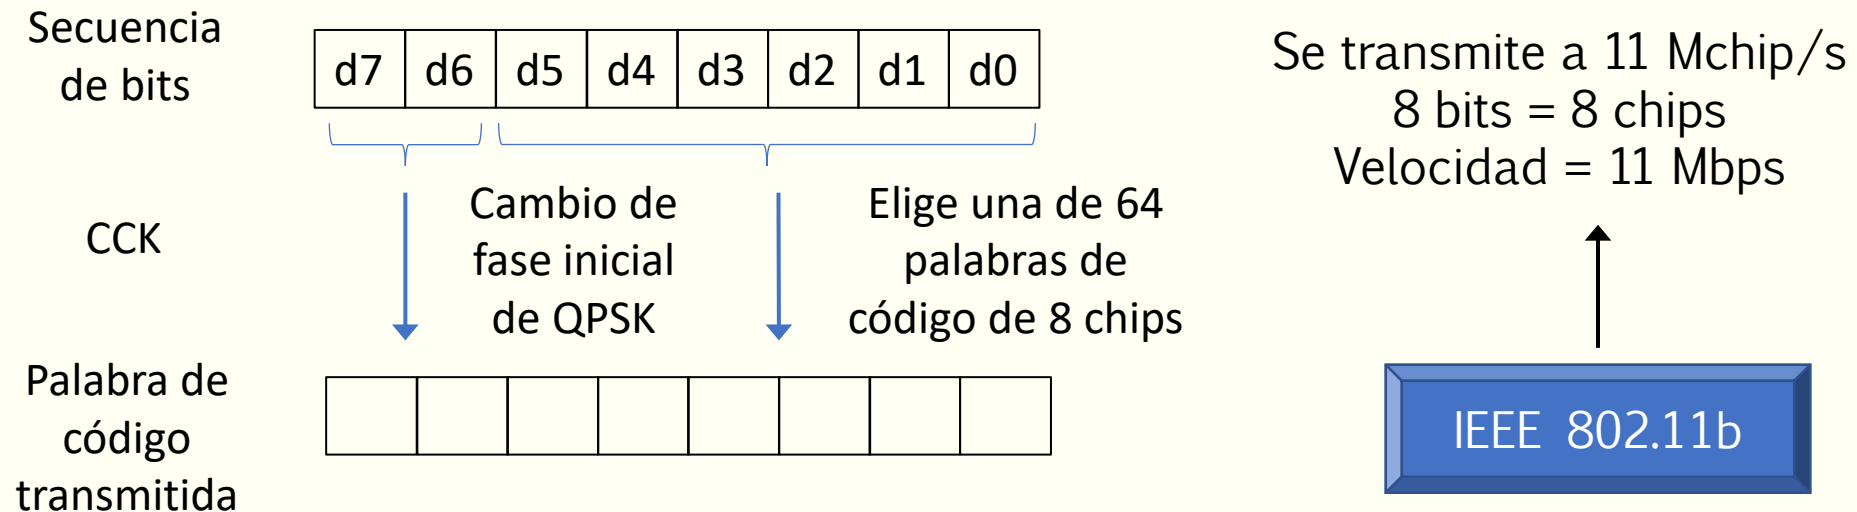 Secuencia
de bits
d7 d6 d5 d4 d3 d2 d1 d0
Se transmite a 11 Mchip/s
8 bits = 8 chips
Velocidad = 11 Mbps
CCK
Cambio de
fase inicial
de QPSK
Elige una de 64
palabras de
código de 8 chips
Palabra de
código
transmitida
IEEE 802.11b